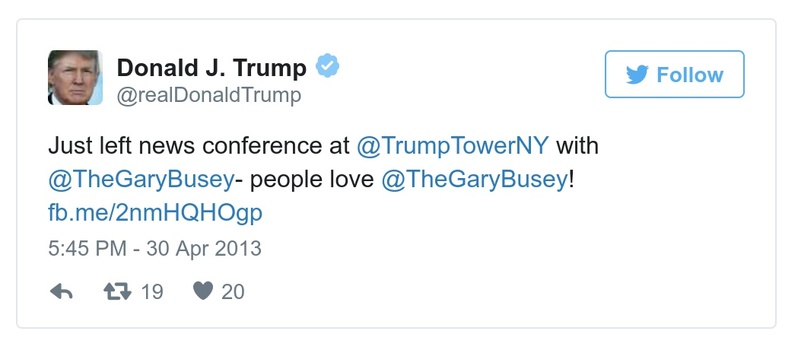 Donald J. Trump
@realDonaldTrump
Follow
Just left news conference at @TrumpTowerNY with
@TheGaryBusey- people love @TheGaryBusey!
fb.me/2nmHQHOgp
5:45 PM - 30 Apr 2013
19 20